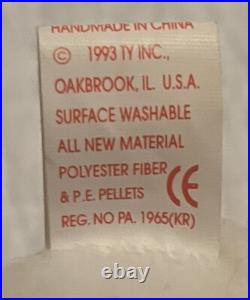 HANDMADE IN CHINA
© 1993 TY INC.,
OAKBROOK, IL. U.S.A.
SURFACE WASHABLE
ALL NEW MATERIAL
POLYESTER FIBER
& P.E. PELLETS CE
REG. NO PA. 1965(KR)